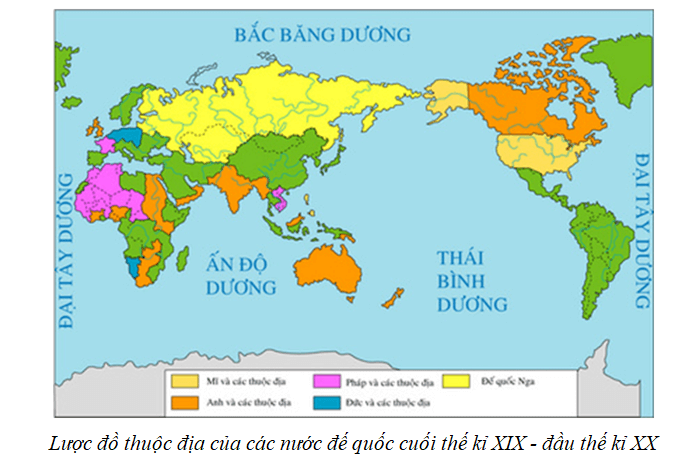 BẮC BĂNG DƯƠNG
ĐẠI TÂY DƯƠNG
ẤN ĐỘ
DƯƠNG
THÁI
BÌNH
DƯƠNG
ĐẠI TÂY DƯƠNG
Mĩ và các thuộc địa
Pháp và các thuộc địa
Đế quốc Nga
Anh và các thuộc địa
Đức và các thuộc địa
Lược đồ thuộc địa của các nước đế quốc cuối thế kỉ XIX - đầu thế kỉ XX